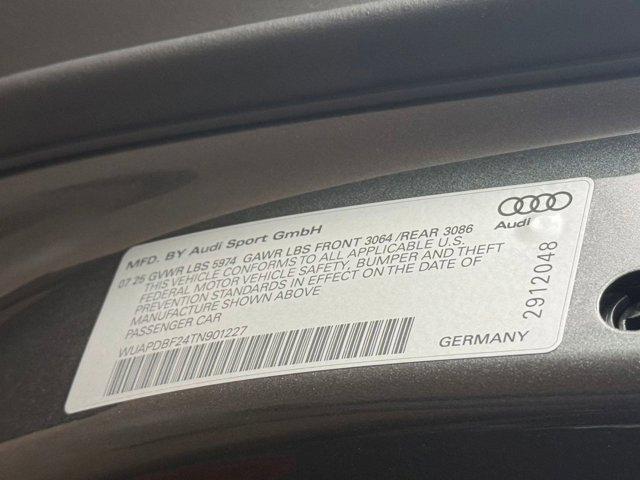 MFD. BY Audi Sport GmbH
07 25 GVWR LBS 5974 GAWR LBS FRONT 3064 /REAR 3086
THIS VEHICLE CONFORMS TO ALL APPLICABLE U.S.
FEDERAL MOTOR VEHICLE SAFETY, BUMPER AND THEFT
PREVENTION STANDARDS IN EFFECT ON THE DATE OF
MANUFACTURE SHOWN ABOVE
PASSENGER CAR
WUAPDBF24TN901227
Audi
2912048
GERMANY